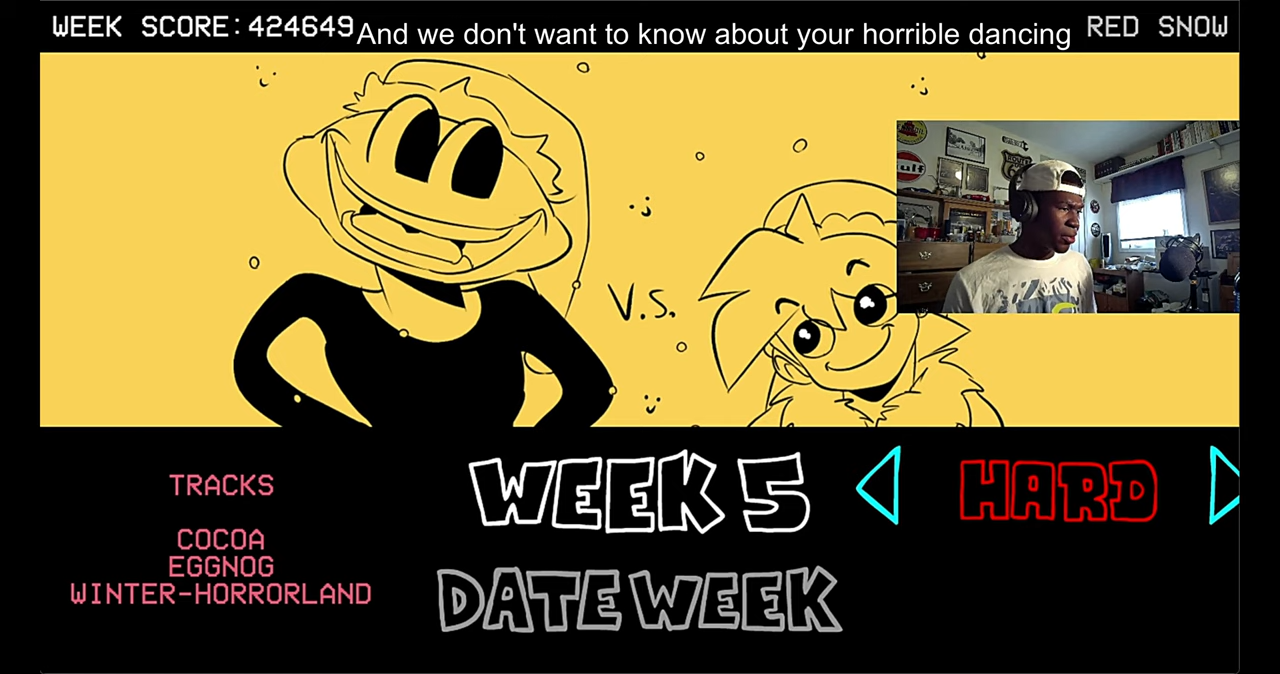 WEEK SCORE:424649
And we don't want to know about your horrible dancing
RED SNOW
V.S.
WEEK 5
HARD
TRACKS
COCOA
EGGNOG
WINTER-HORRORLAND
DATE WEEK